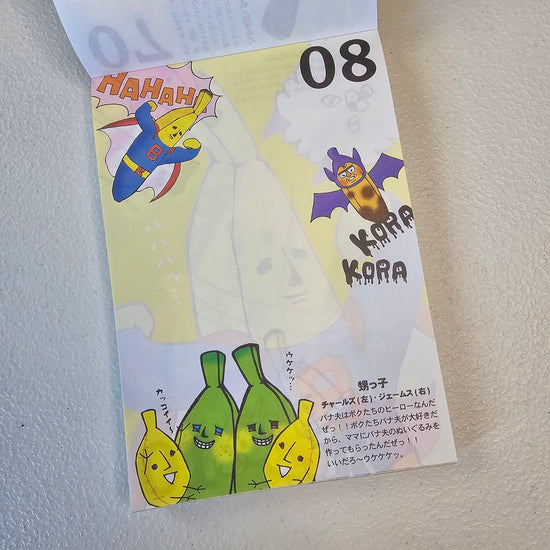 08
HAHAHA
KORA
KORA
ウケケッ…
カッコイイ〜
甥っ子
チャールズ(左)・ジェームス(右)
バナ夫はボクたちのヒーローなんだ
ぜっ!!ボクたちバナ夫が大好きだ
から、ママにバナ夫のぬいぐるみを
作ってもらったんだぜっ!!
いいだろ〜ウケケケッ。